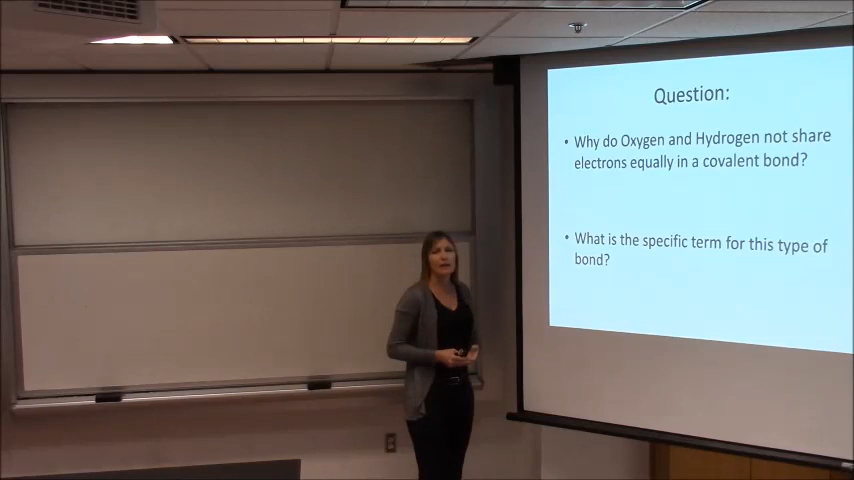 Question:
• Why do Oxygen and Hydrogen not share
electrons equally in a covalent bond?
• What is the specific term for this type of
bond?